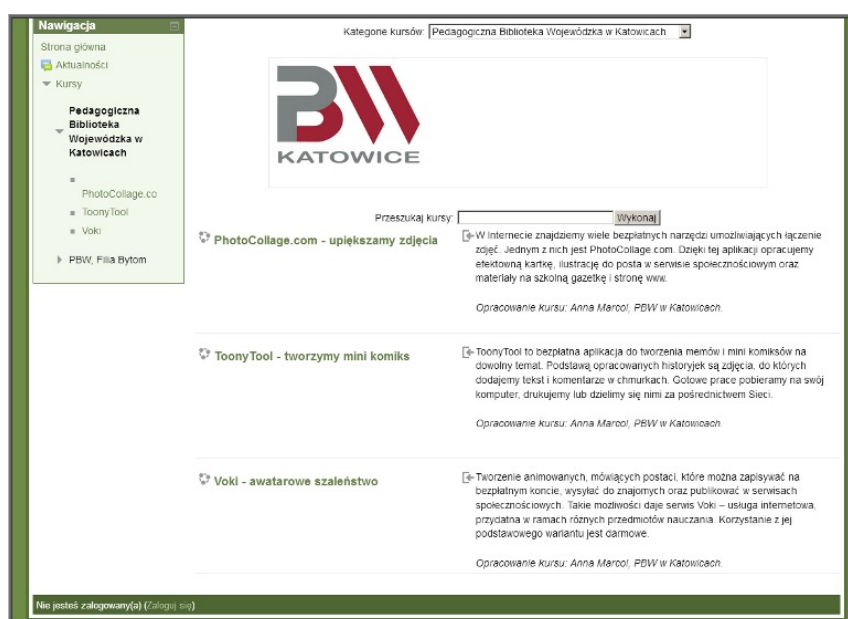 Nawigacja
Strona główna
Aktualności
Kursy
Pedagogiczna
Biblioteka
Wojewódzka w
Katowicach
PhotoCollage.co
ToonyTool
Voki
PBW, Filia Bytom
Kategorie kursów: Pedagogiczna Biblioteka Wojewódzka w Katowicach
PBW
KATOWICE
Przeszukaj kursy: Wykonaj
PhotoCollage.com - upiększamy zdjęcia
W Internecie znajdziemy wiele bezpłatnych narzędzi umożliwiających łączenie
zdjęć. Jednym z nich jest PhotoCollage.com. Dzięki tej aplikacji opracujemy
efektowną kartkę, ilustrację do posta w serwisie społecznościowym oraz
materiały na szkolną gazetkę i stronę www.
Opracowanie kursu: Anna Marcol, PBW w Katowicach.
ToonyTool - tworzymy mini komiks
ToonyTool to bezpłatna aplikacja do tworzenia memów i mini komiksów na
dowolny temat. Podstawą opracowanych historyjek są zdjęcia, do których
dodajemy tekst i komentarze w chmurkach. Gotowe prace pobieramy na swój
komputer, drukujemy lub dzielimy się nimi za pośrednictwem Sieci.
Opracowanie kursu: Anna Marcol, PBW w Katowicach.
Voki - awatarowe szaleństwo
Tworzenie animowanych, mówiących postaci, które można zapisywać na
bezpłatnym koncie, wysyłać do znajomych oraz publikować w serwisach
społecznościowych. Takie możliwości daje serwis Voki – usługa internetowa,
przydatna w ramach różnych przedmiotów nauczania. Korzystanie z jej
podstawowego wariantu jest darmowe.
Opracowanie kursu: Anna Marcol, PBW w Katowicach.
Nie jesteś zalogowany(a) (Zaloguj się)